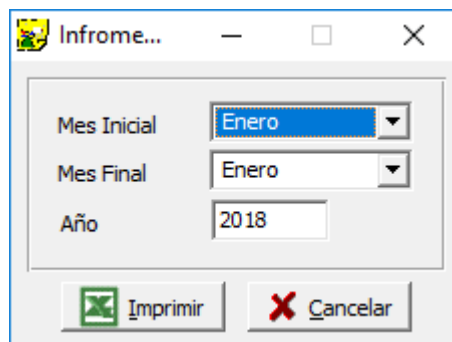 Infrome...
Mes Inicial Enero
Mes Final Enero
Año 2018
Imprimir Cancelar